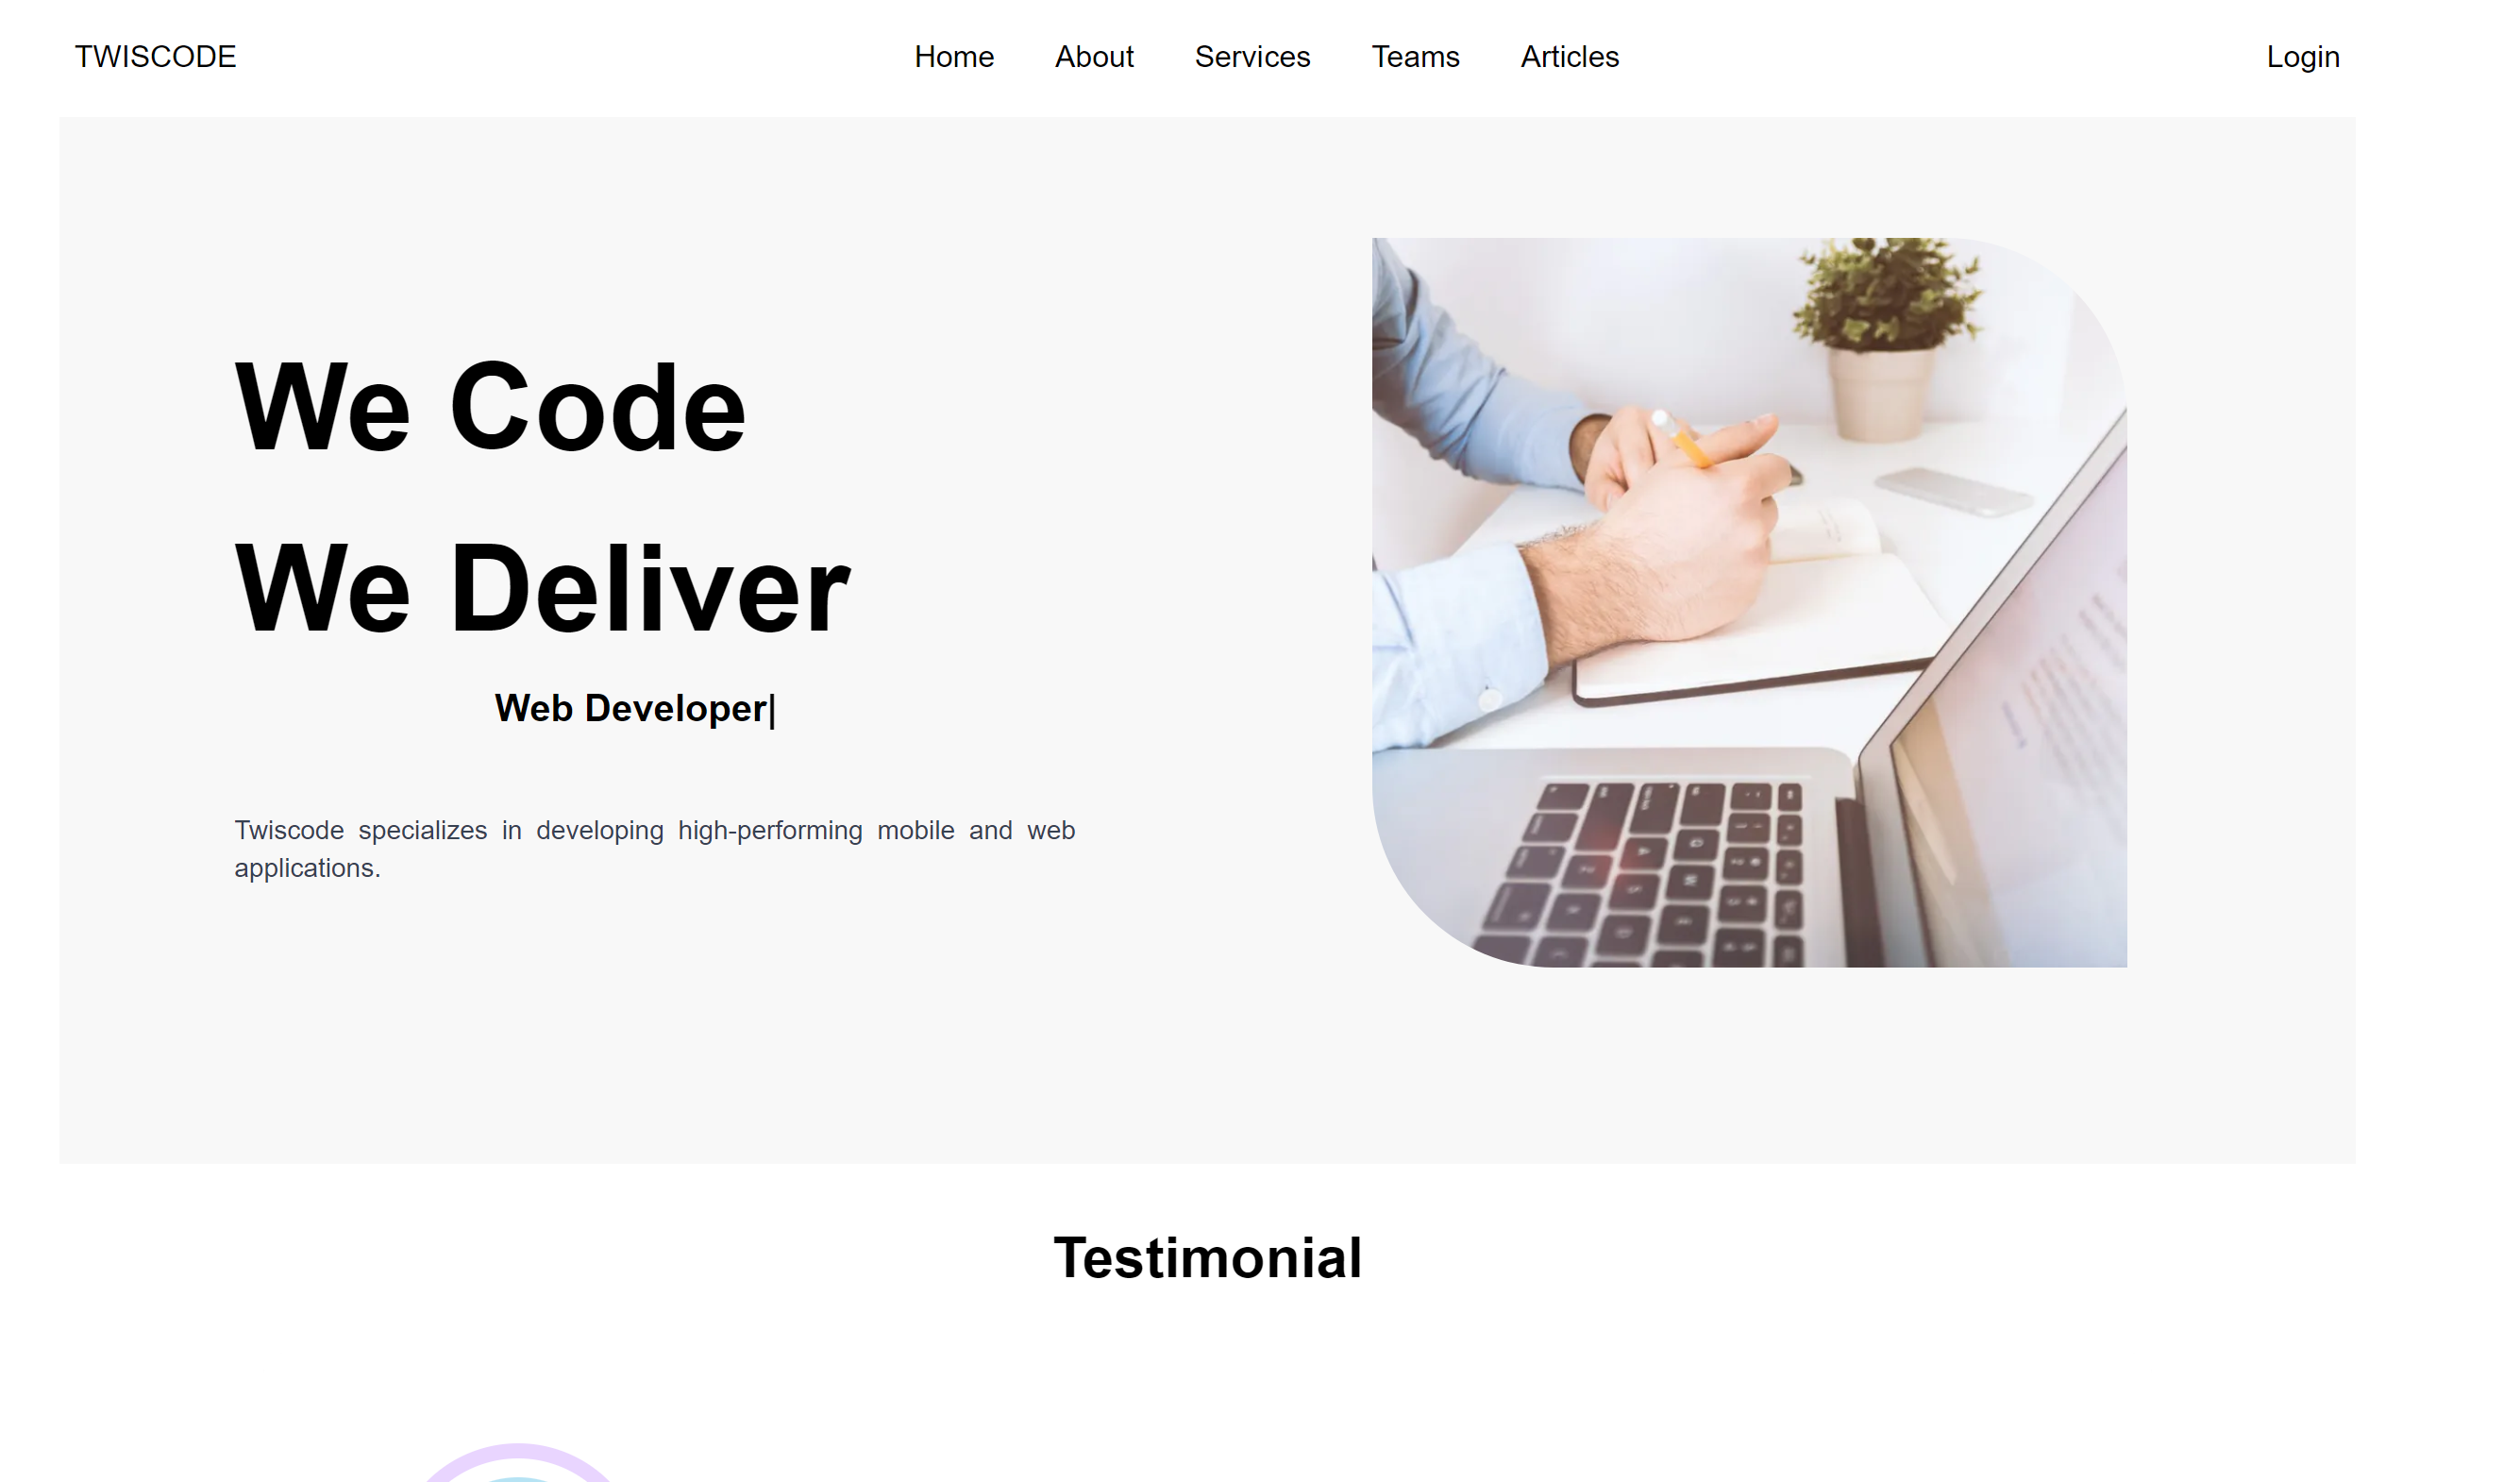 TWISCODE
Home About Services Teams Articles
Login
We Code
We Deliver
Web Developer|
Twiscode specializes in developing high-performing mobile and web
applications.
Testimonial